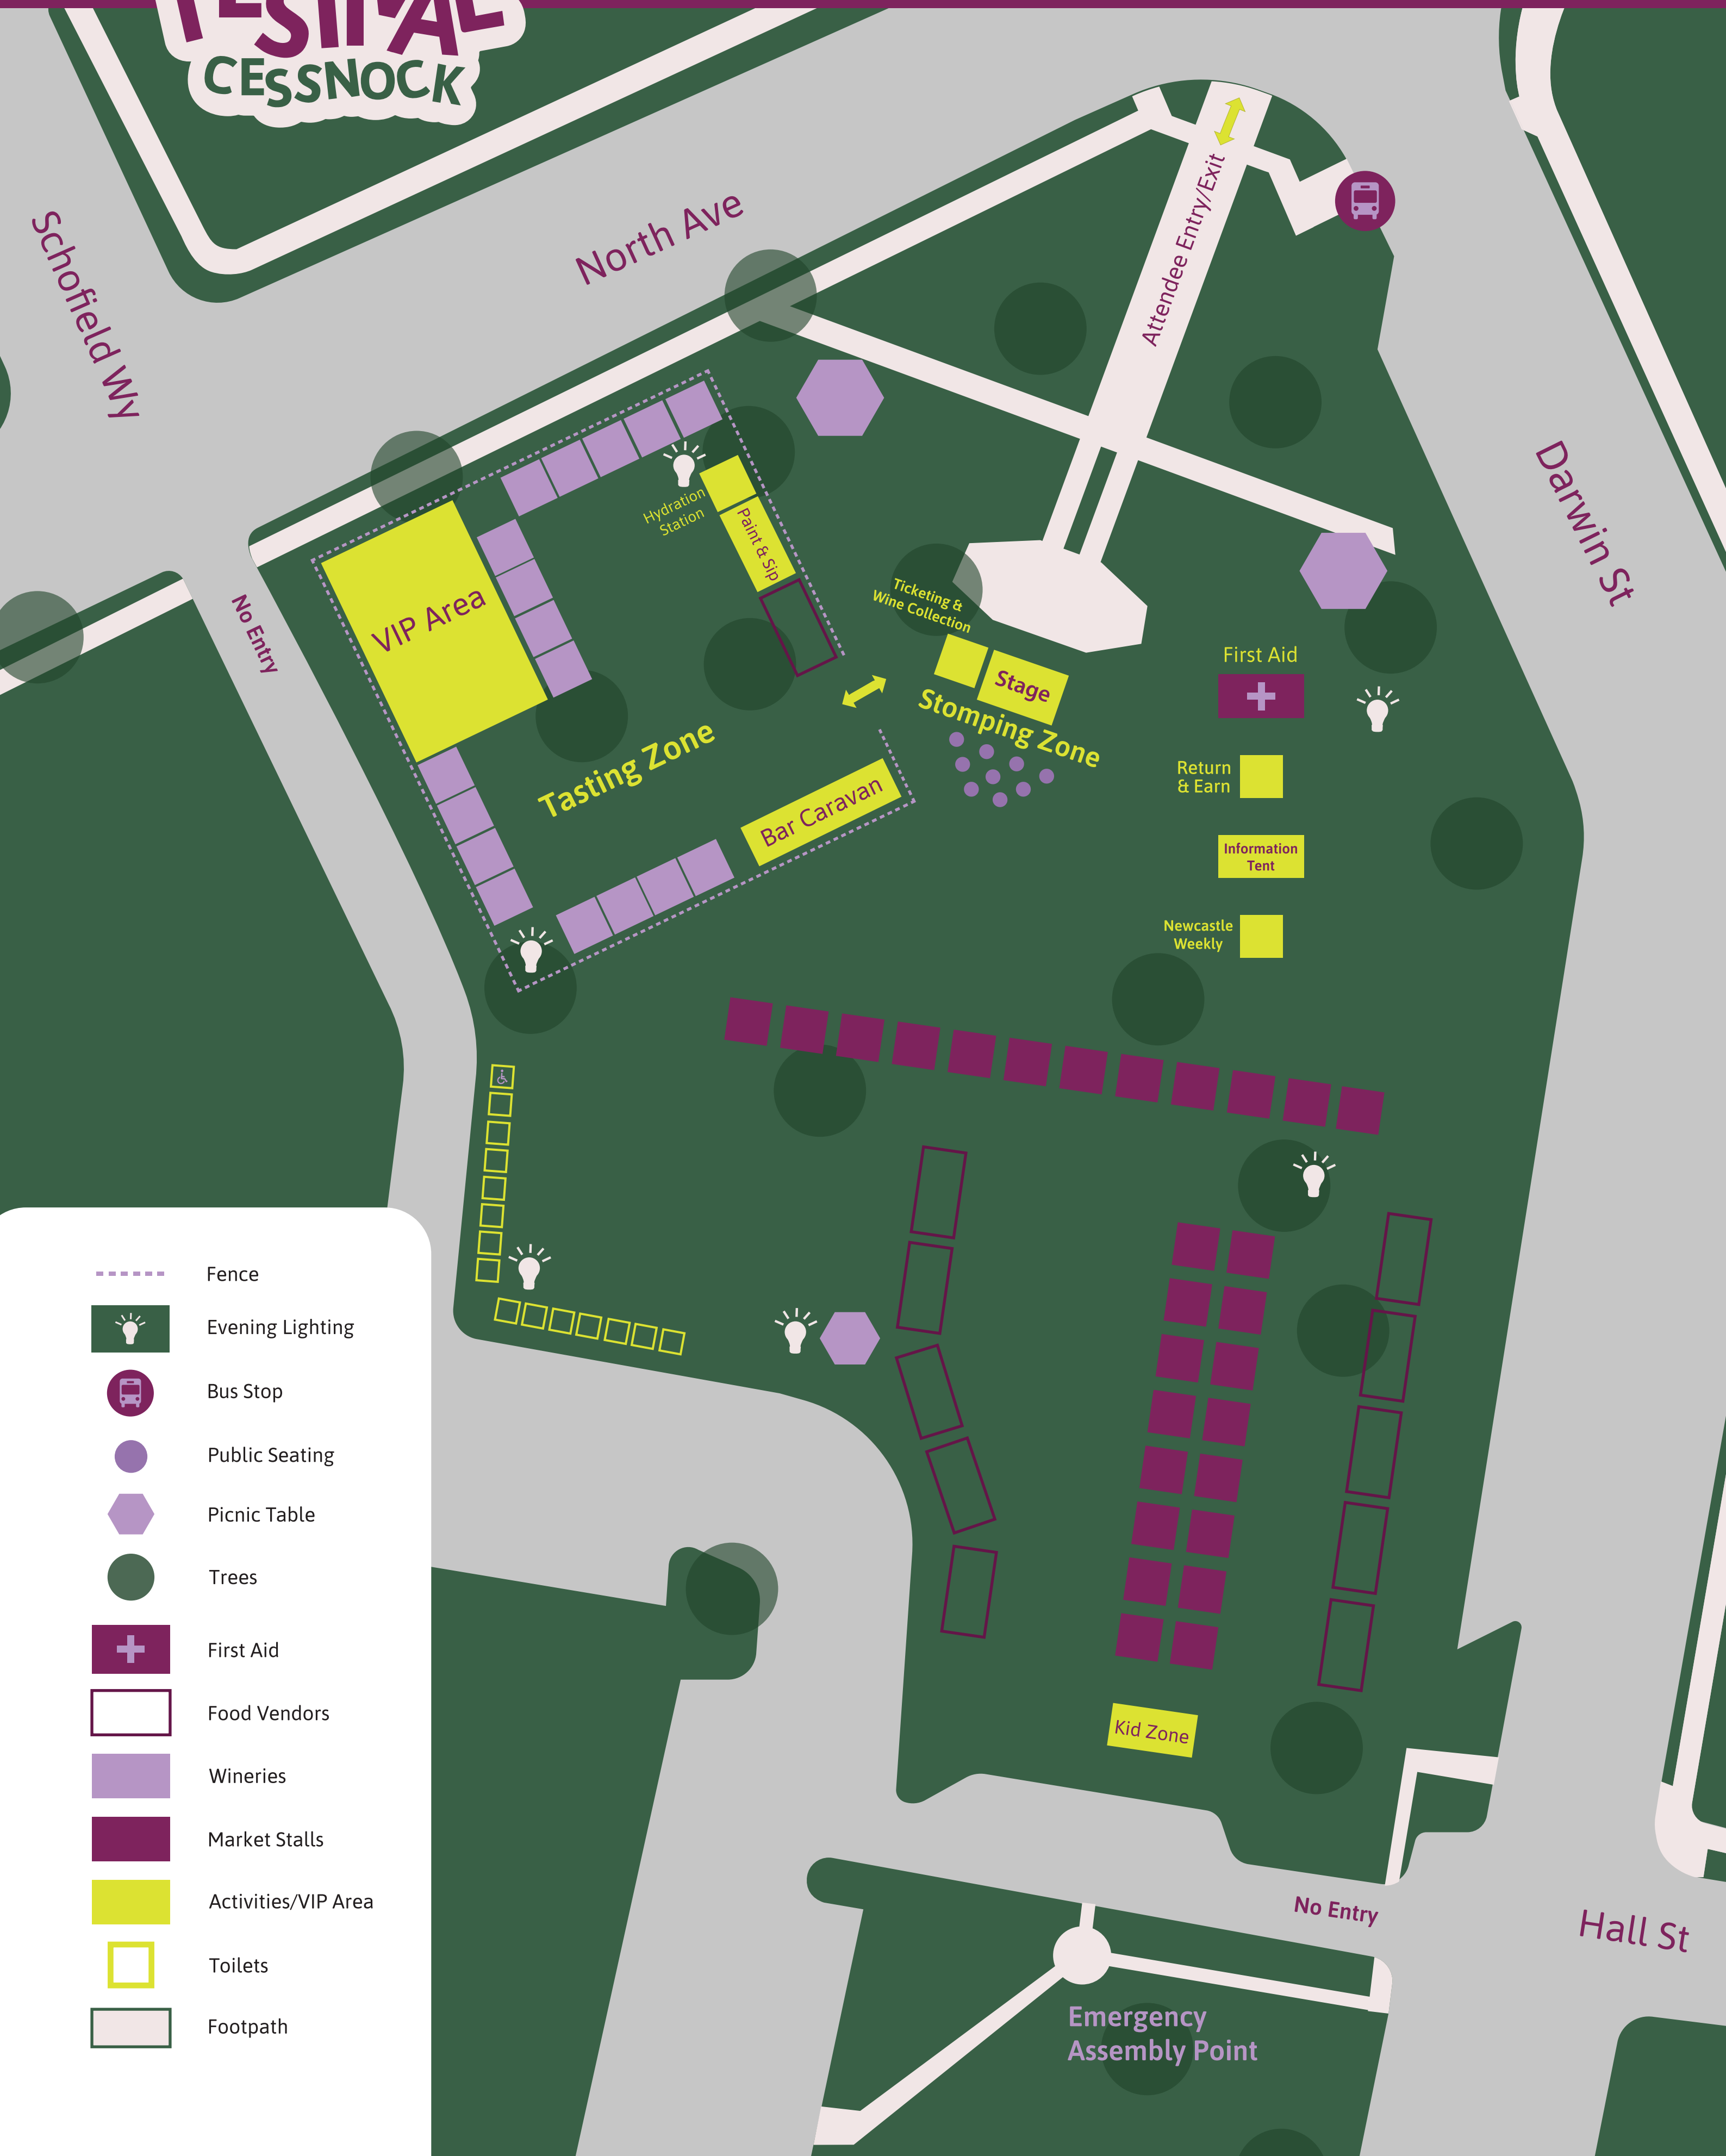 CESSNOCK
Schofield Wy
North Ave
Attendee Entry/Exit
Darwin St
No Entry
VIP Area
Hydration
Station
Paint & Sip
Ticketing &
Wine Collection
Stage
Stomping Zone
Tasting Zone
Bar Caravan
First Aid
Return
& Earn
Information
Tent
Newcastle
Weekly
Kid Zone
No Entry
Hall St
Emergency
Assembly Point
Fence
Evening Lighting
Bus Stop
Public Seating
Picnic Table
Trees
First Aid
Food Vendors
Wineries
Market Stalls
Activities/VIP Area
Toilets
Footpath